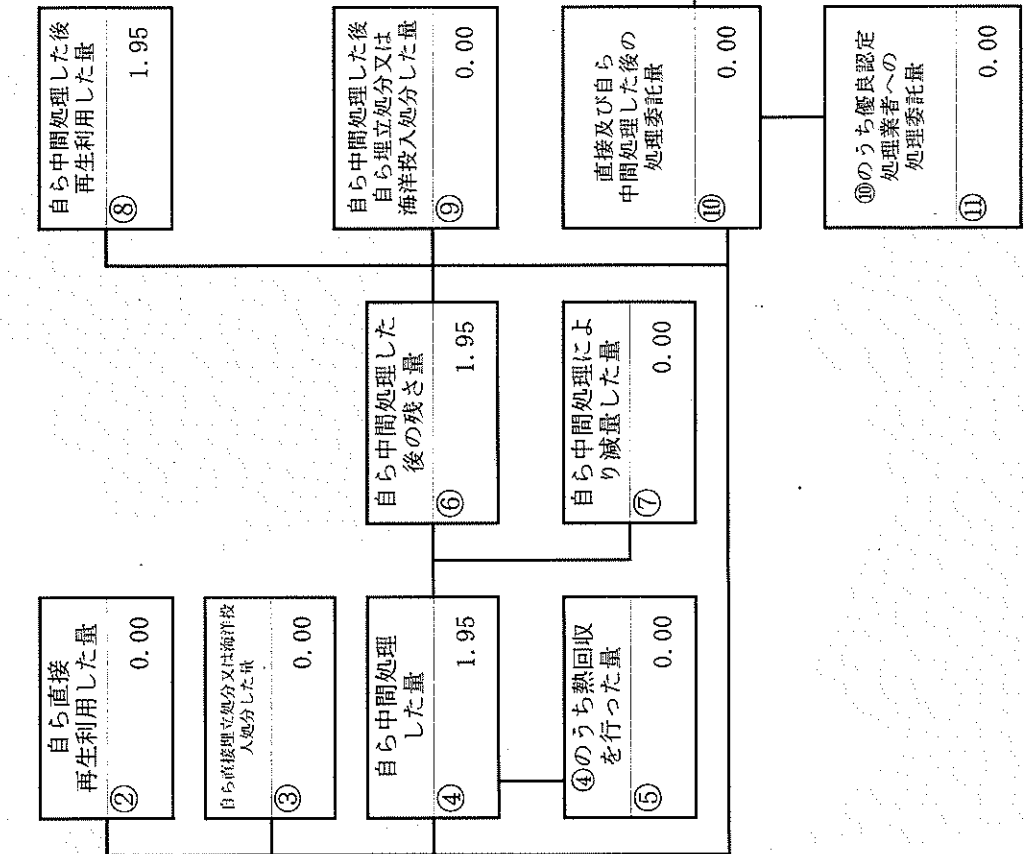 自ら直接
再生利用した量
②
0.00
自ら直接埋立処分又は海洋投
入処分した量
③
0.00
自ら中間処理
した量
④
1.95
④のうち熱回収
を行った量
⑤
0.00
自ら中間処理した
後の残さ量
⑥
1.95
自ら中間処理によ
り減量した量
⑦
0.00
自ら中間処理した後
再生利用した量
⑧
1.95
自ら中間処理した後
自ら埋立処分又は
海洋投入処分した量
⑨
0.00
直接及び自ら
中間処理した後の
処理委託量
⑩
0.00
⑩のうち優良認定
処理業者への
処理委託量
⑪
0.00